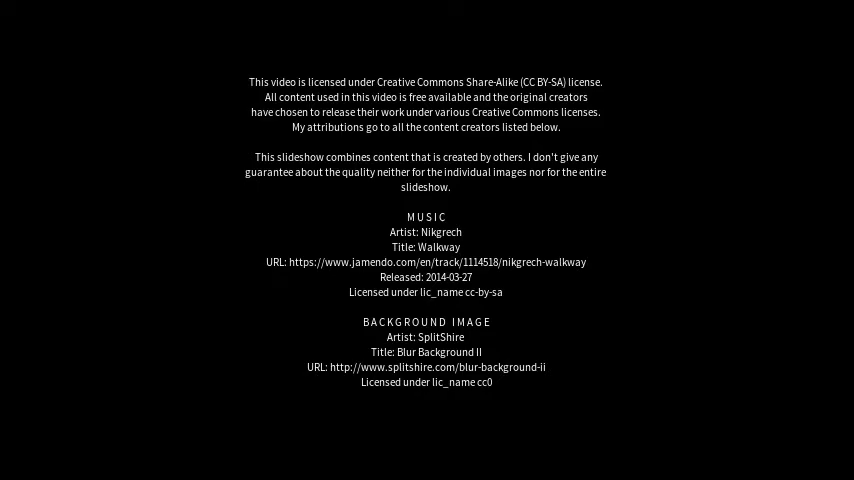 This video is licensed under Creative Commons Share-Alike (CC BY-SA) license.
All content used in this video is free available and the original creators
have chosen to release their work under various Creative Commons licenses.
My attributions go to all the content creators listed below.
This slideshow combines content that is created by others. I don't give any
guarantee about the quality neither for the individual images nor for the entire
slideshow.
MUSIC
Artist: Nikgrech
Title: Walkway
URL: https://www.jamendo.com/en/track/1114518/nikgrech-walkway
Released: 2014-03-27
Licensed under lic_name cc-by-sa
BACKGROUND IMAGE
Artist: SplitShire
Title: Blur Background II
URL: http://www.splitshire.com/blur-background-ii
Licensed under lic_name cc0